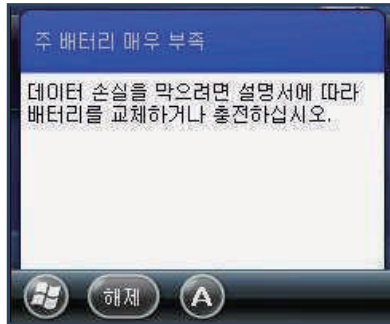 주 배터리 매우 부족
데이터 손실을 막으려면 설명서에 따라
배터리를 교체하거나 충전하십시오.
해제
A